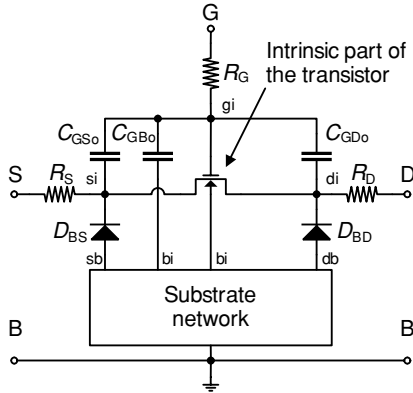 G
Intrinsic part of
the transistor
RG
gi
CGSo
CGBo
CGDo
S
RS
si
di
RD
D
DBS
DBD
sb
bi
bi
db
Substrate
network
B
B